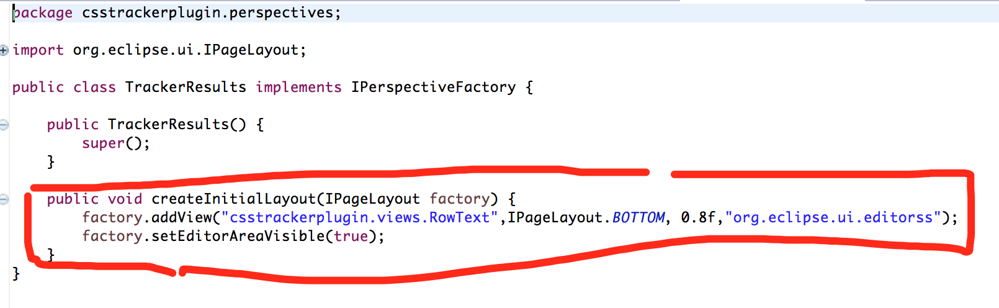 package csstrackerplugin.perspectives;
import org.eclipse.ui.IPageLayout;
public class TrackerResults implements IPerspectiveFactory {
public TrackerResults() {
super();
}
public void createInitialLayout(IPageLayout factory) {
factory.addView("csstrackerplugin.views.RowText",IPageLayout.BOTTOM, 0.8f,"org.eclipse.ui.editorss");
factory.setEditorAreaVisible(true);
}
}